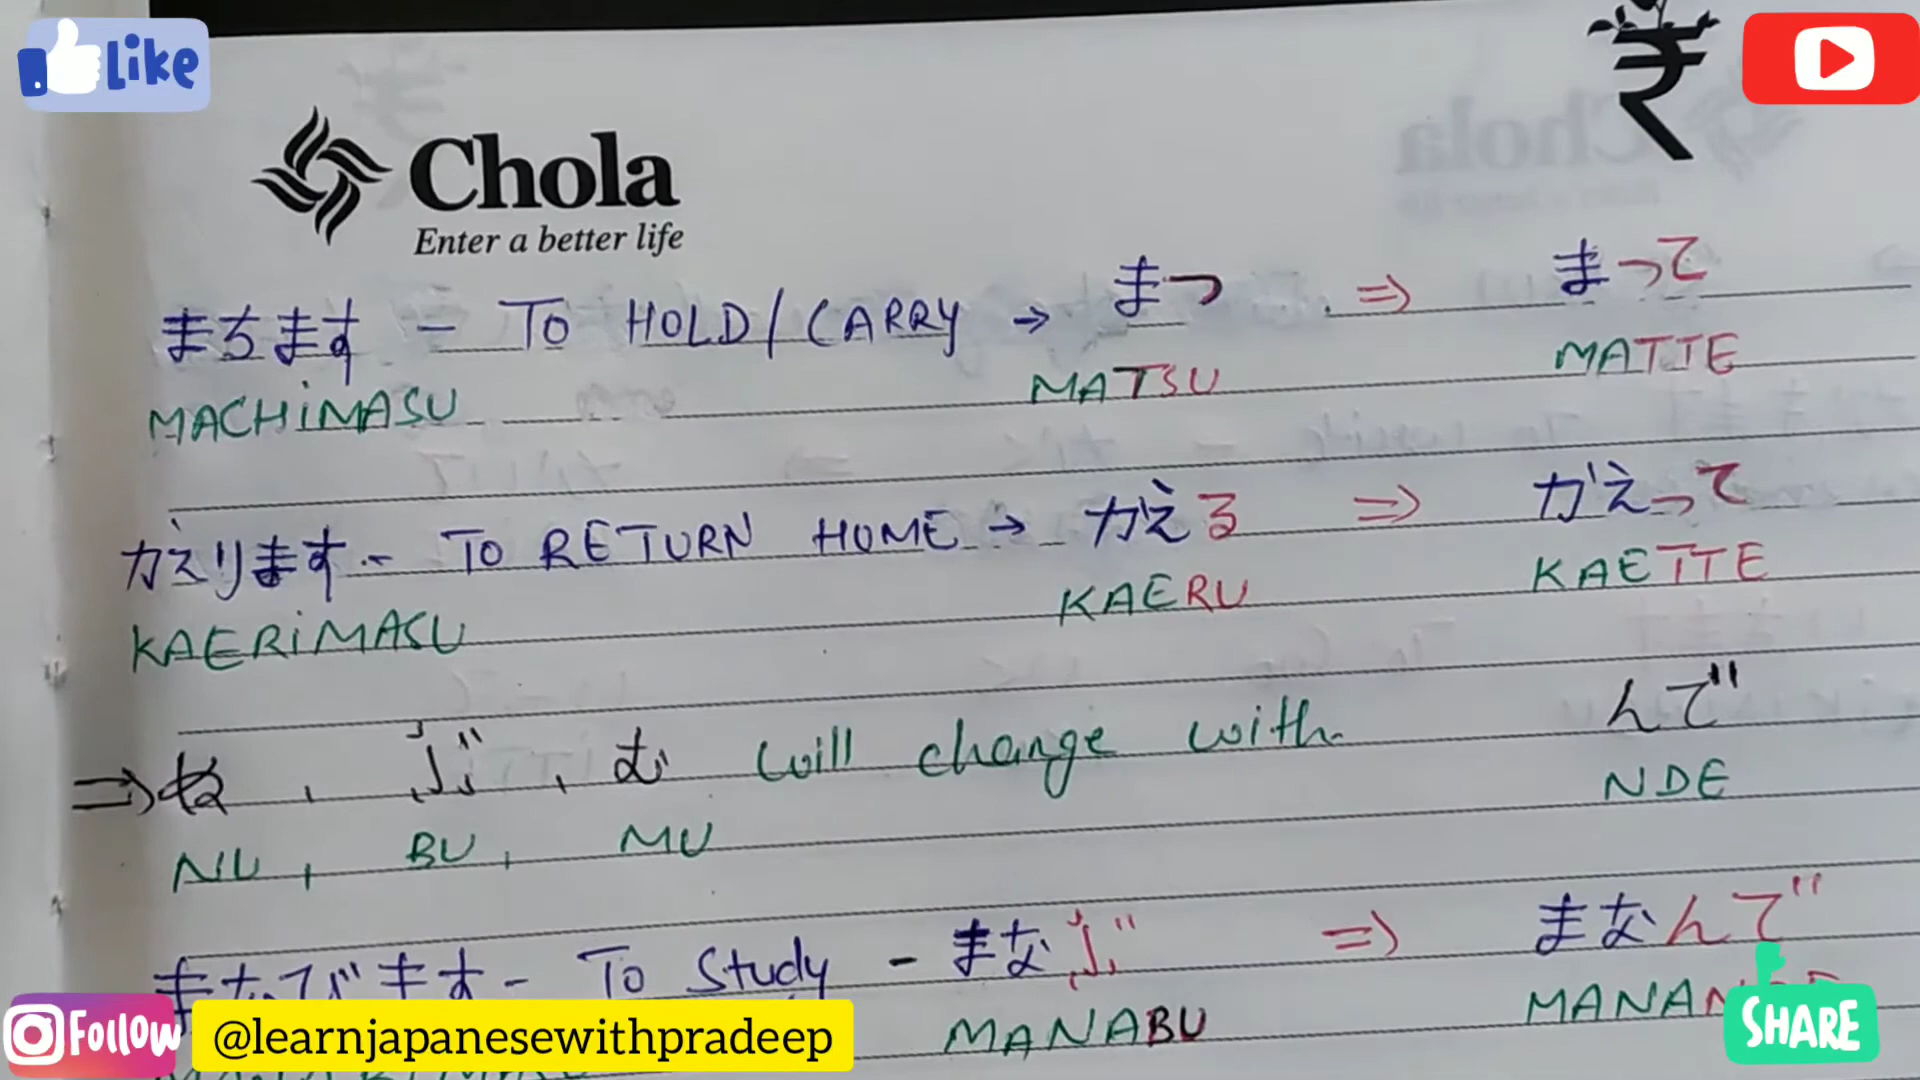 Like
₹
Chola
Enter a better life
まちます - TO HOLD/CARRY → まつ ⇒ まって
MACHIMASU MATSU MATTE
かえります - TO RETURN HOME → かえる ⇒ かえって
KAERIMASU KAERU KAETTE
⇒ ぬ, ぶ, む will change with んで
NU, BU, MU NDE
まなびます - To Study - まなぶ ⇒ まなんで
MANABU
Follow @learnjapanesewithpradeep SHARE